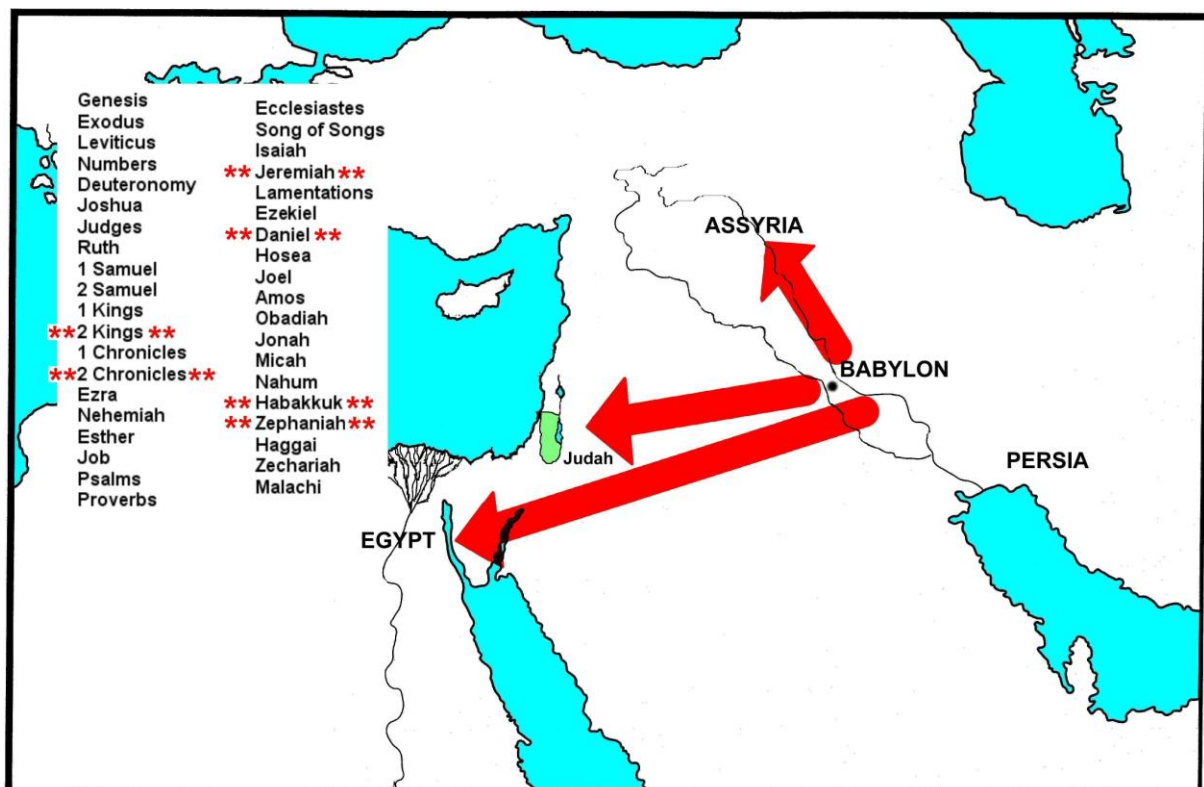 Genesis
Exodus
Leviticus
Numbers
Deuteronomy
Joshua
Judges
Ruth
1 Samuel
2 Samuel
1 Kings
**2 Kings **
1 Chronicles
**2 Chronicles**
Ezra
Nehemiah
Esther
Job
Psalms
Proverbs
Ecclesiastes
Song of Songs
Isaiah
** Jeremiah **
Lamentations
Ezekiel
** Daniel **
Hosea
Joel
Amos
Obadiah
Jonah
Micah
Nahum
** Habakkuk **
** Zephaniah **
Haggai
Zechariah
Malachi
ASSYRIA
BABYLON
Judah
PERSIA
EGYPT